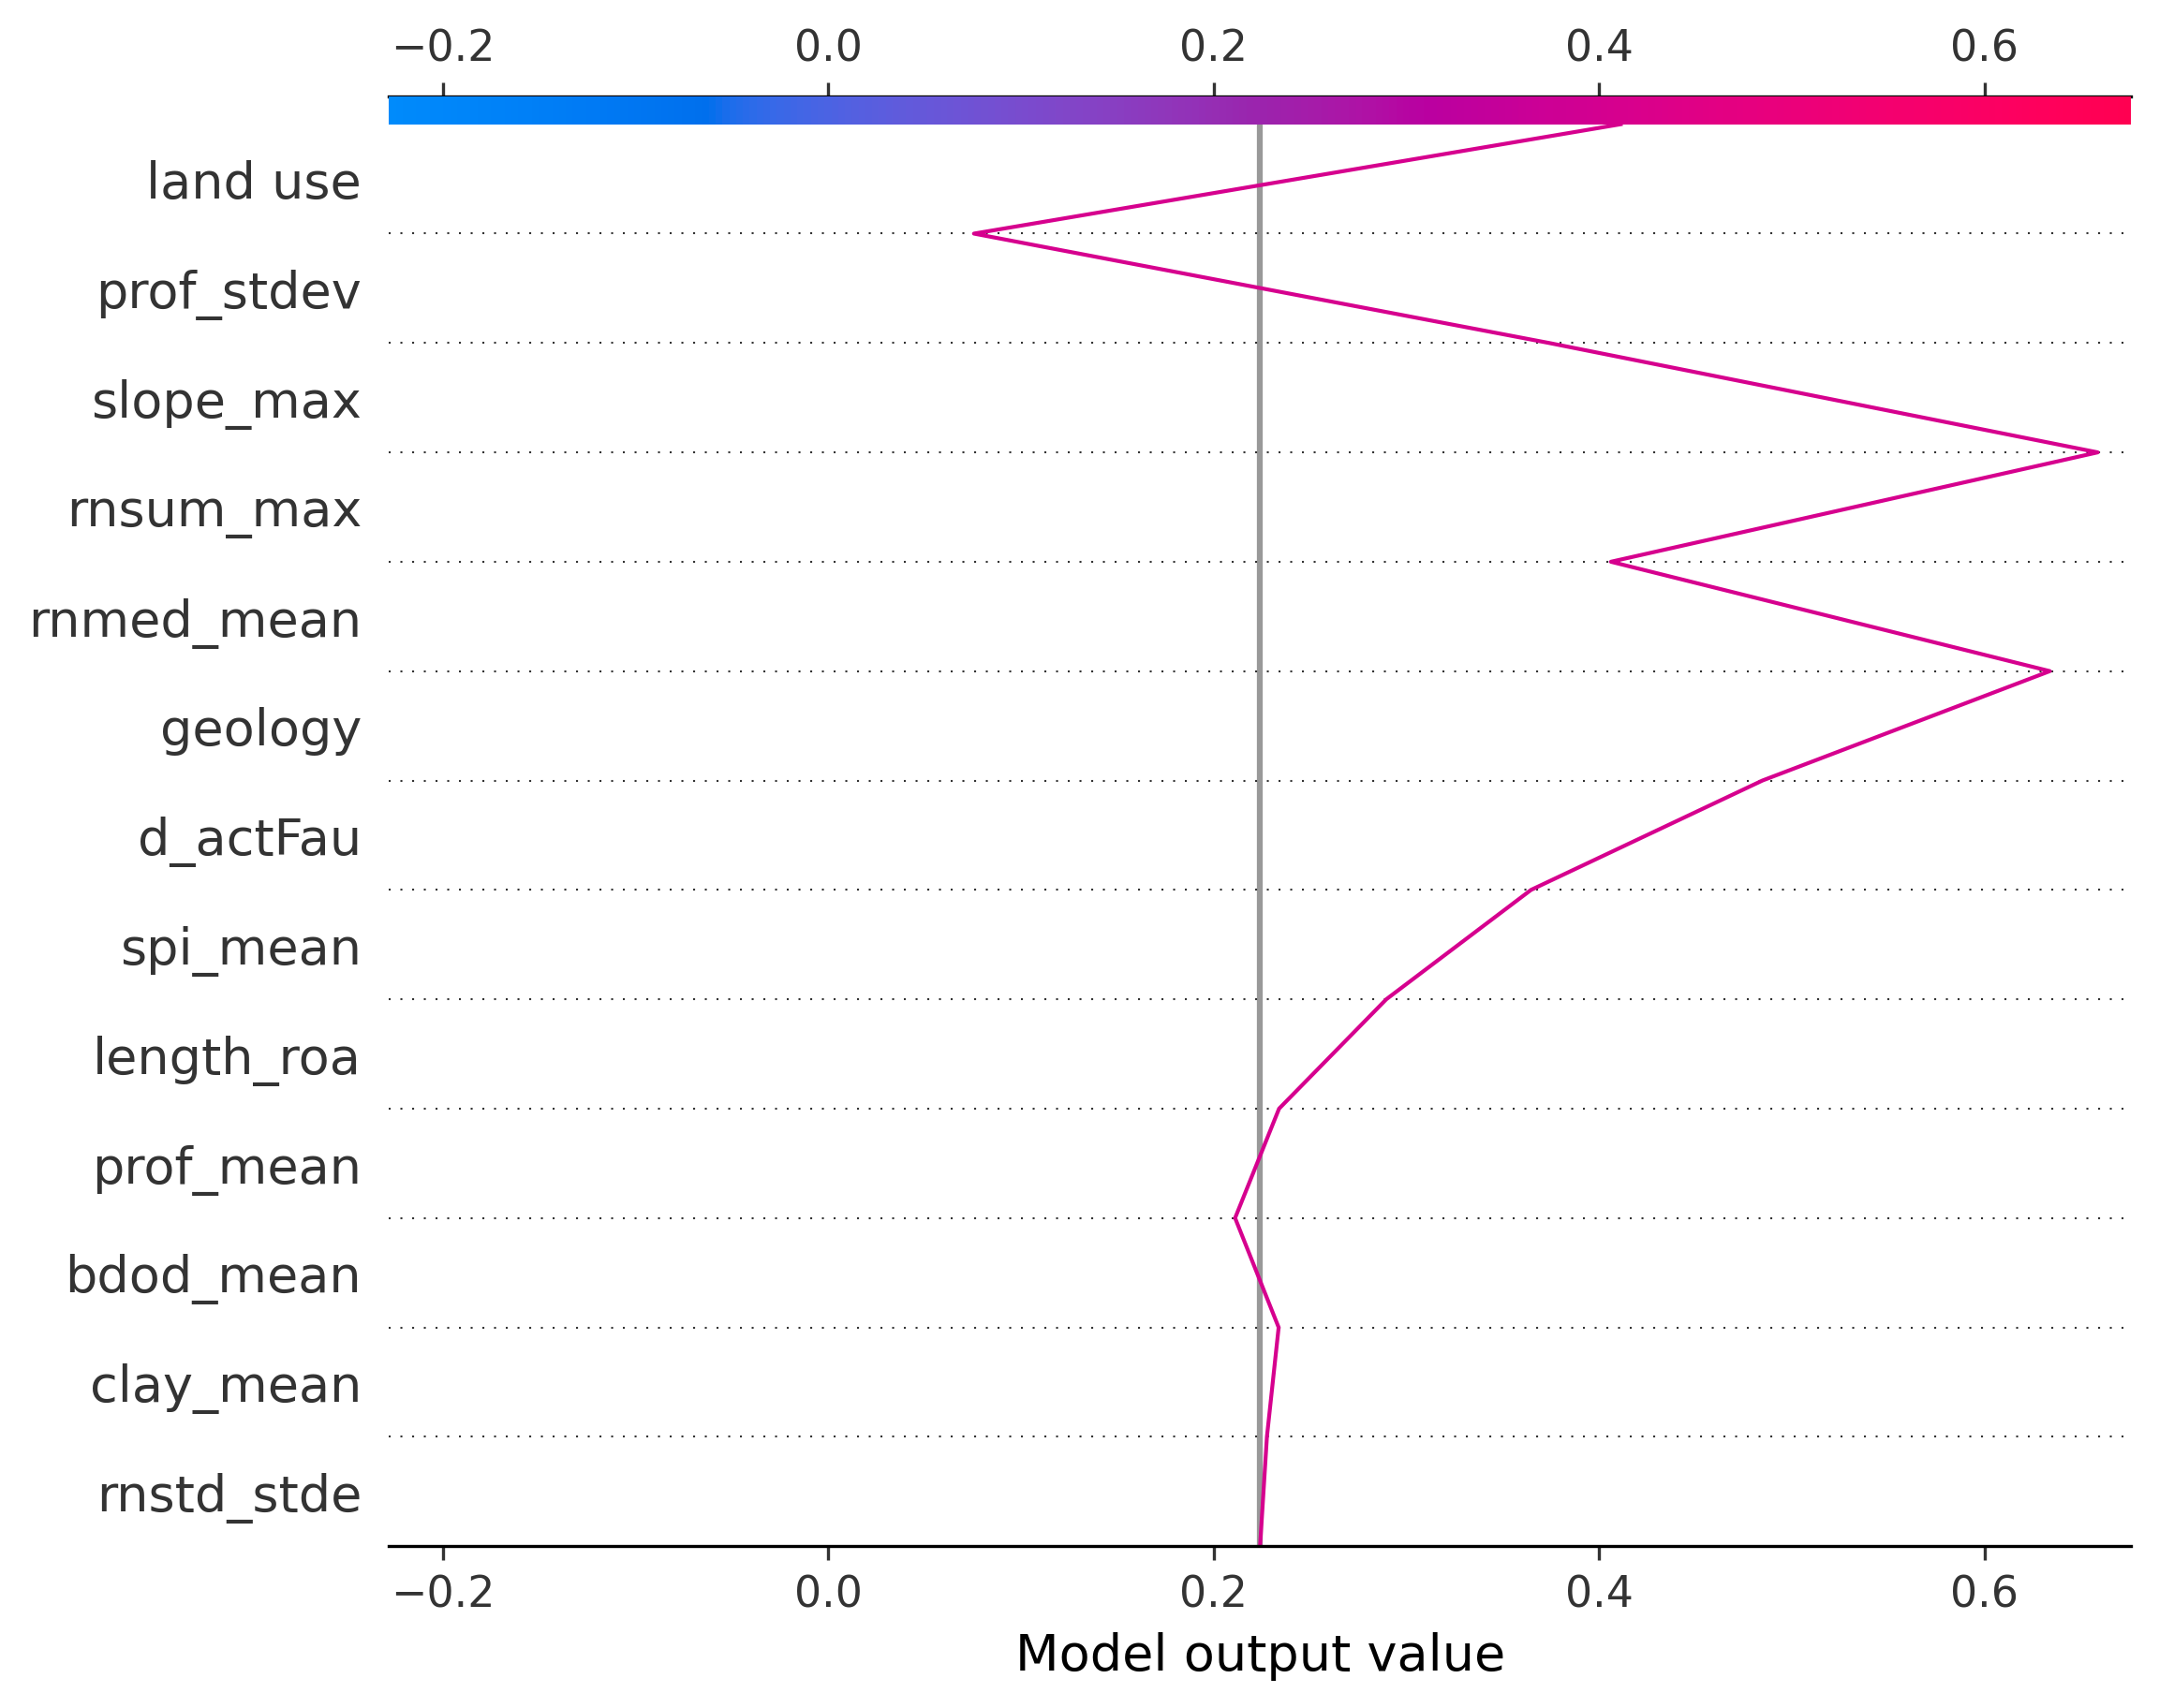 −0.2 0.0 0.2 0.4 0.6
land use
prof_stdev
slope_max
rnsum_max
rnmed_mean
geology
d_actFau
spi_mean
length_roa
prof_mean
bdod_mean
clay_mean
rnstd_stde
−0.2 0.0 0.2 0.4 0.6
Model output value